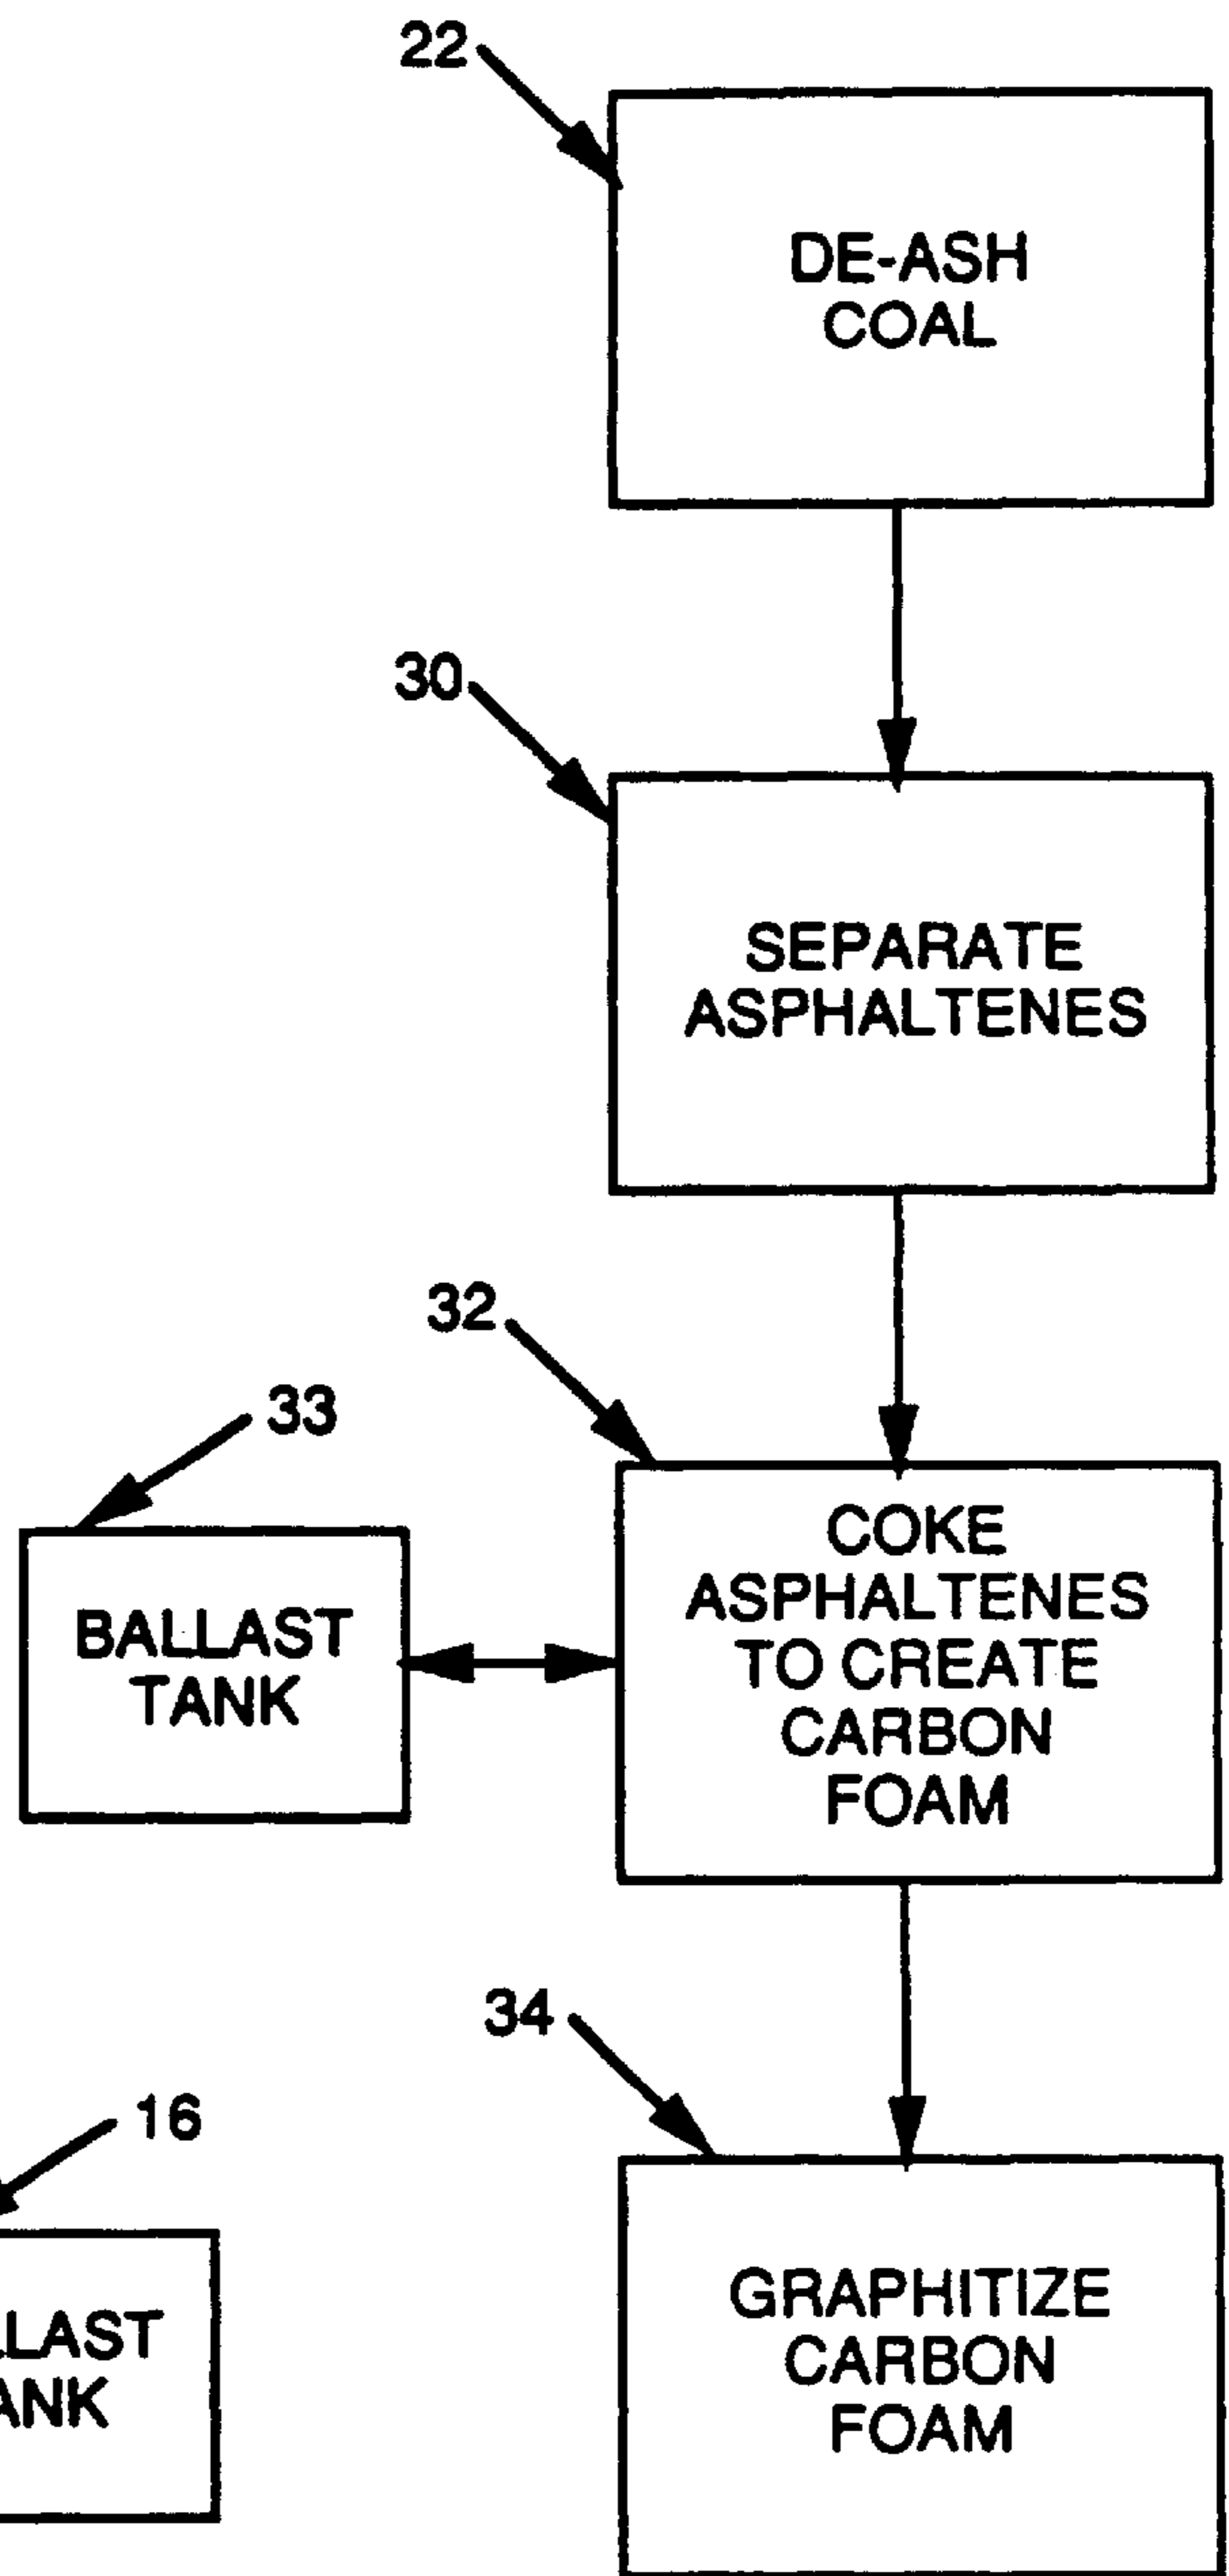 22
DE-ASH
COAL
30
SEPARATE
ASPHALTENES
32
33
COKE
ASPHALTENES
TO CREATE
CARBON
FOAM
BALLAST
TANK
34
16
GRAPHITIZE
CARBON
FOAM